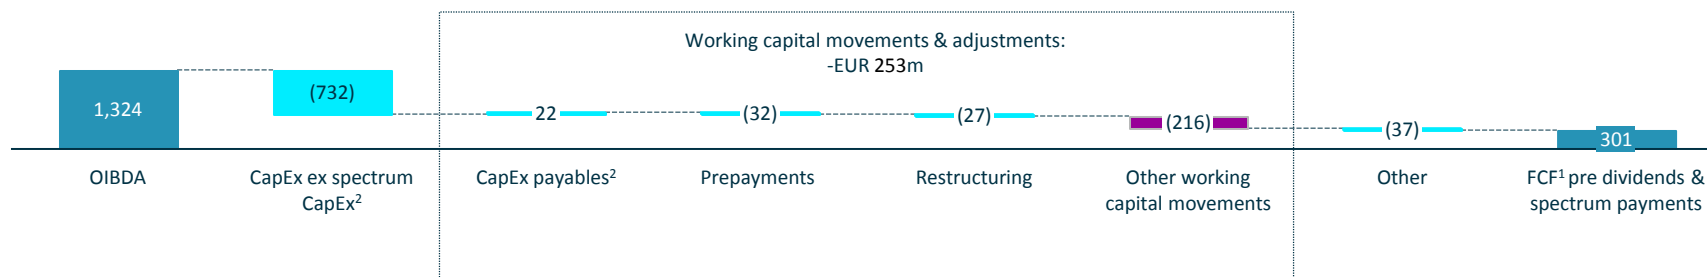 Working capital movements & adjustments:
-EUR 253m
1,324
(732)
22
(32)
(27)
(216)
(37)
301
OIBDA
CapEx ex spectrum
CapEx²
CapEx payables²
Prepayments
Restructuring
Other working
capital movements
Other
FCF¹ pre dividends &
spectrum payments